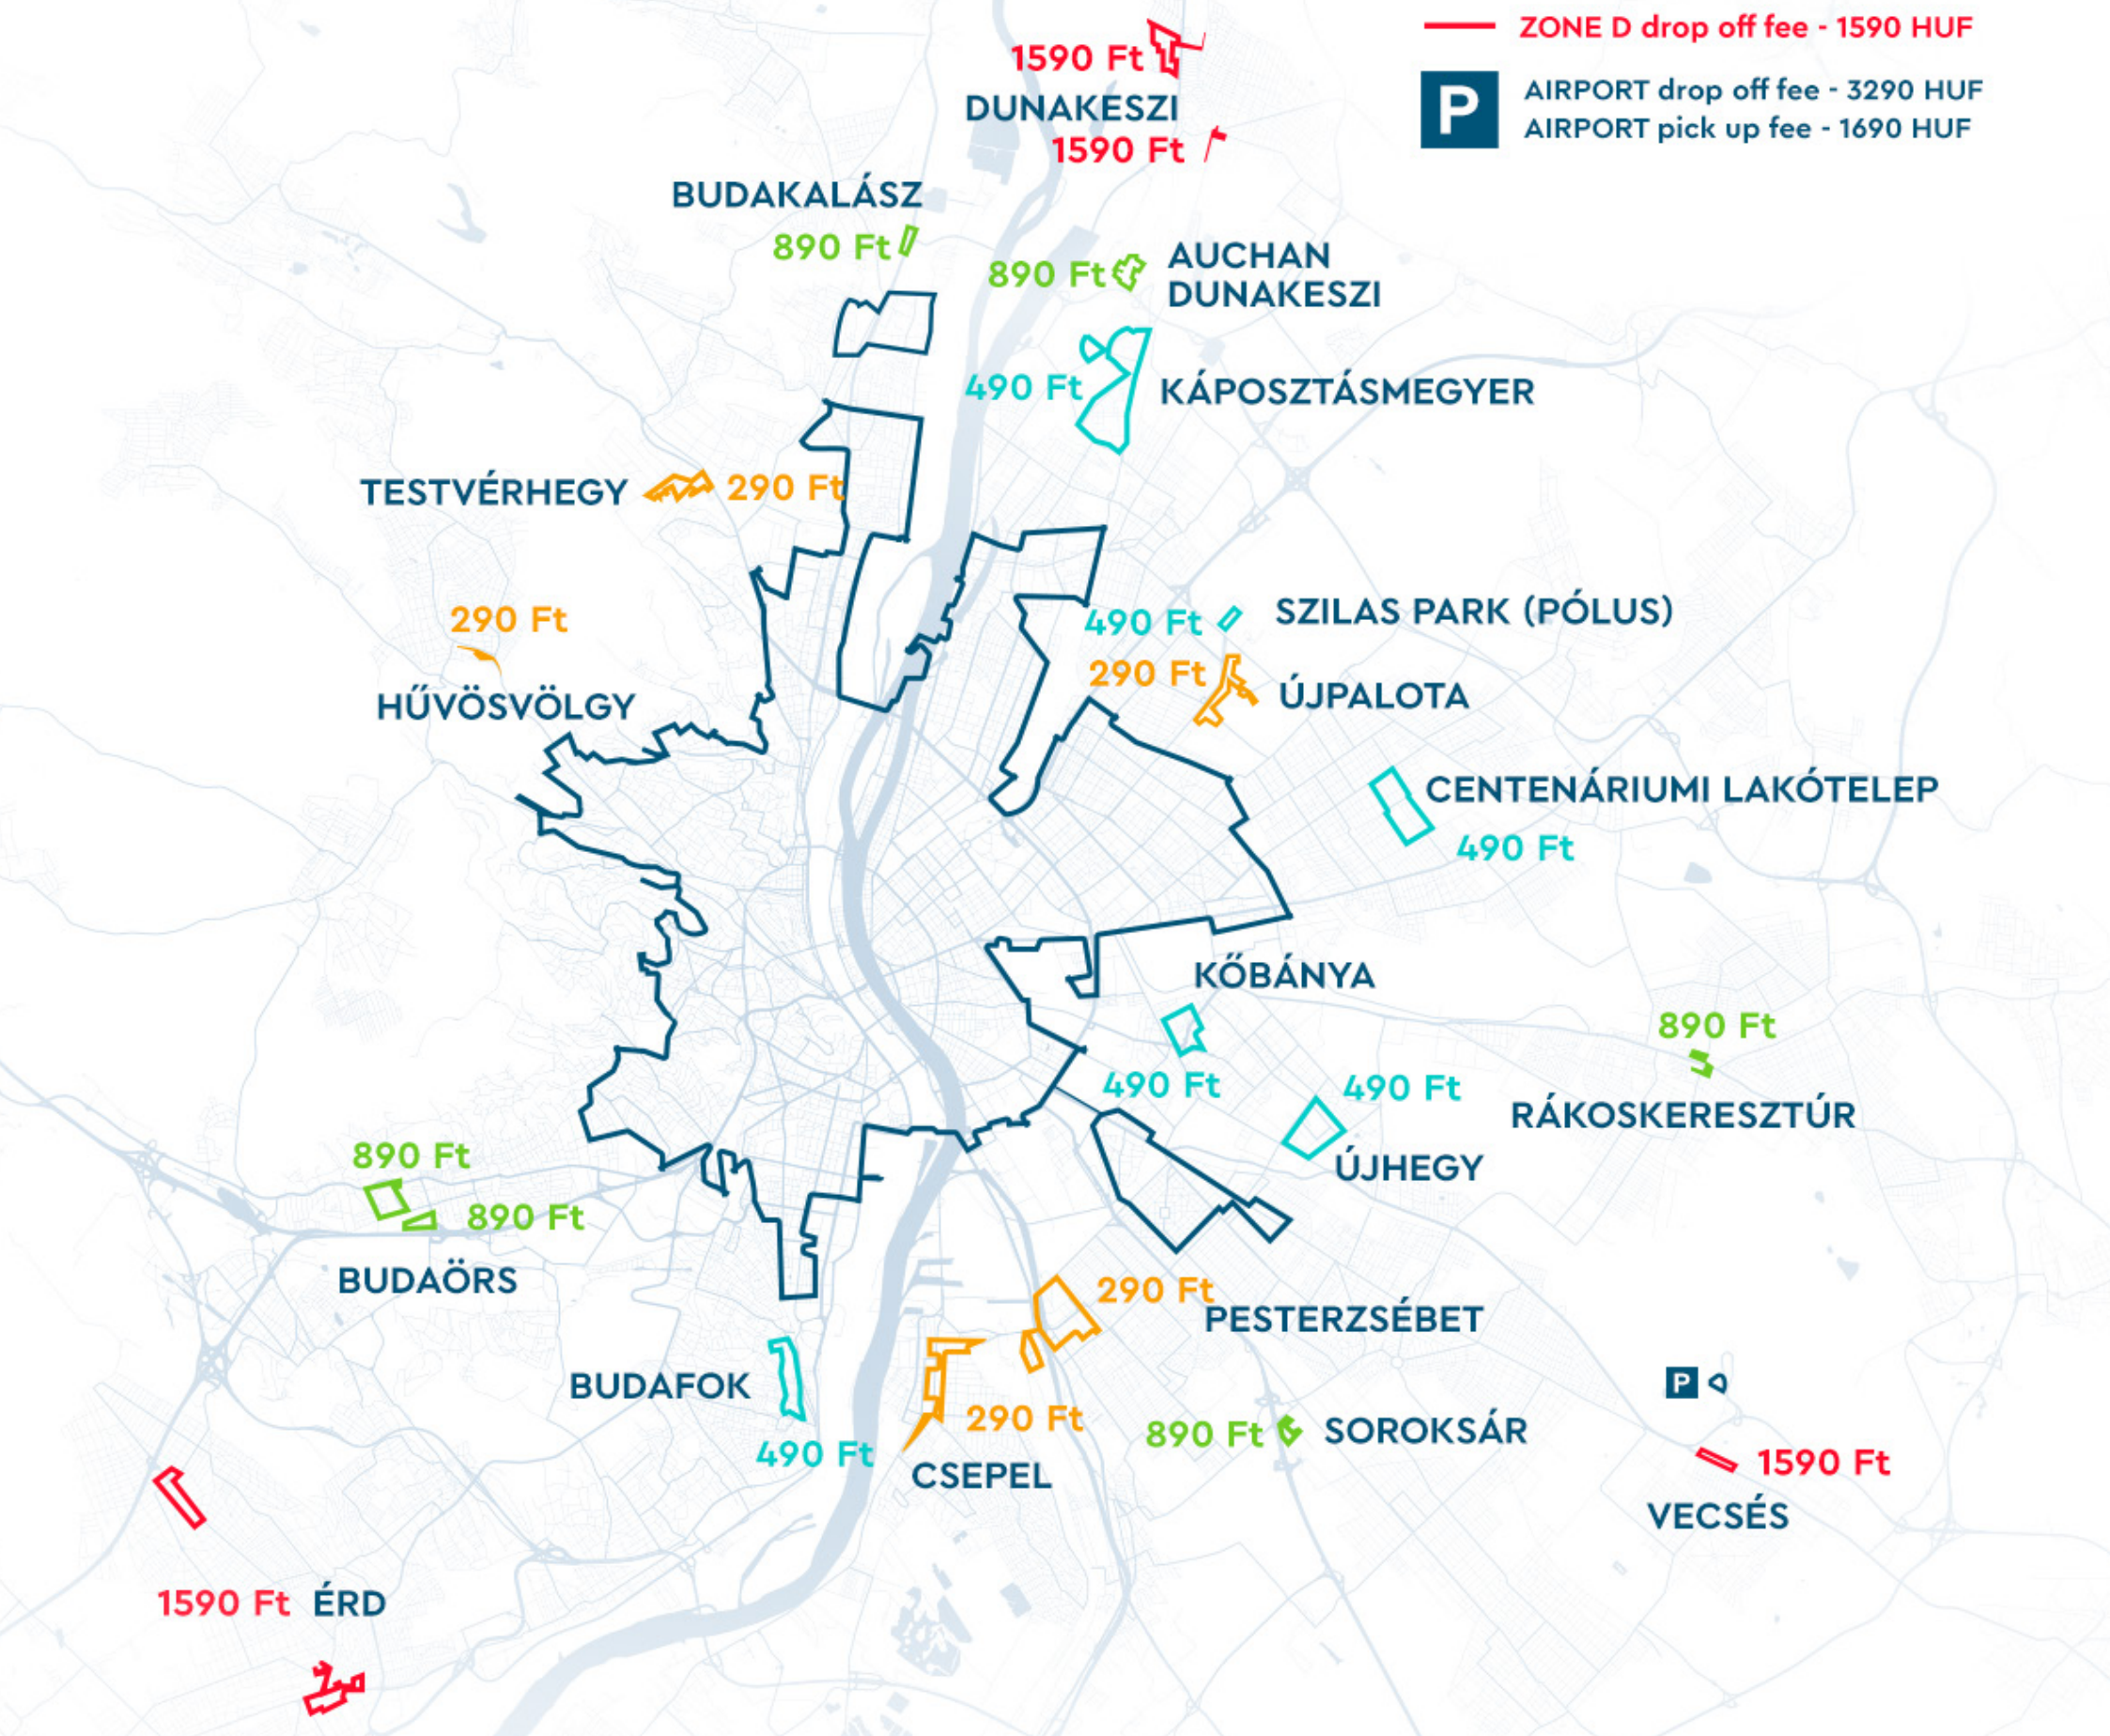 ZONE D drop off fee - 1590 HUF
P
AIRPORT drop off fee - 3290 HUF
AIRPORT pick up fee - 1690 HUF
1590 Ft
DUNAKESZI
1590 Ft
BUDAKALÁSZ
890 Ft
890 Ft
AUCHAN
DUNAKESZI
490 Ft
KÁPOSZTÁSMEGYER
TESTVÉRHEGY
290 Ft
290 Ft
HŰVÖSVÖLGY
490 Ft
SZILAS PARK (PÓLUS)
290 Ft
ÚJPALOTA
CENTENÁRIUMI LAKÓTELEP
490 Ft
KŐBÁNYA
490 Ft
490 Ft
ÚJHEGY
890 Ft
RÁKOSKERESZTÚR
890 Ft
890 Ft
BUDAÖRS
290 Ft
PESTERZSÉBET
BUDAFOK
490 Ft
290 Ft
CSEPEL
890 Ft
SOROKSÁR
P
1590 Ft
VECSÉS
1590 Ft
ÉRD